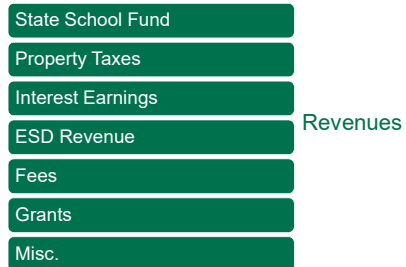 State School Fund
Property Taxes
Interest Earnings
ESD Revenue
Fees
Grants
Misc.
Revenues